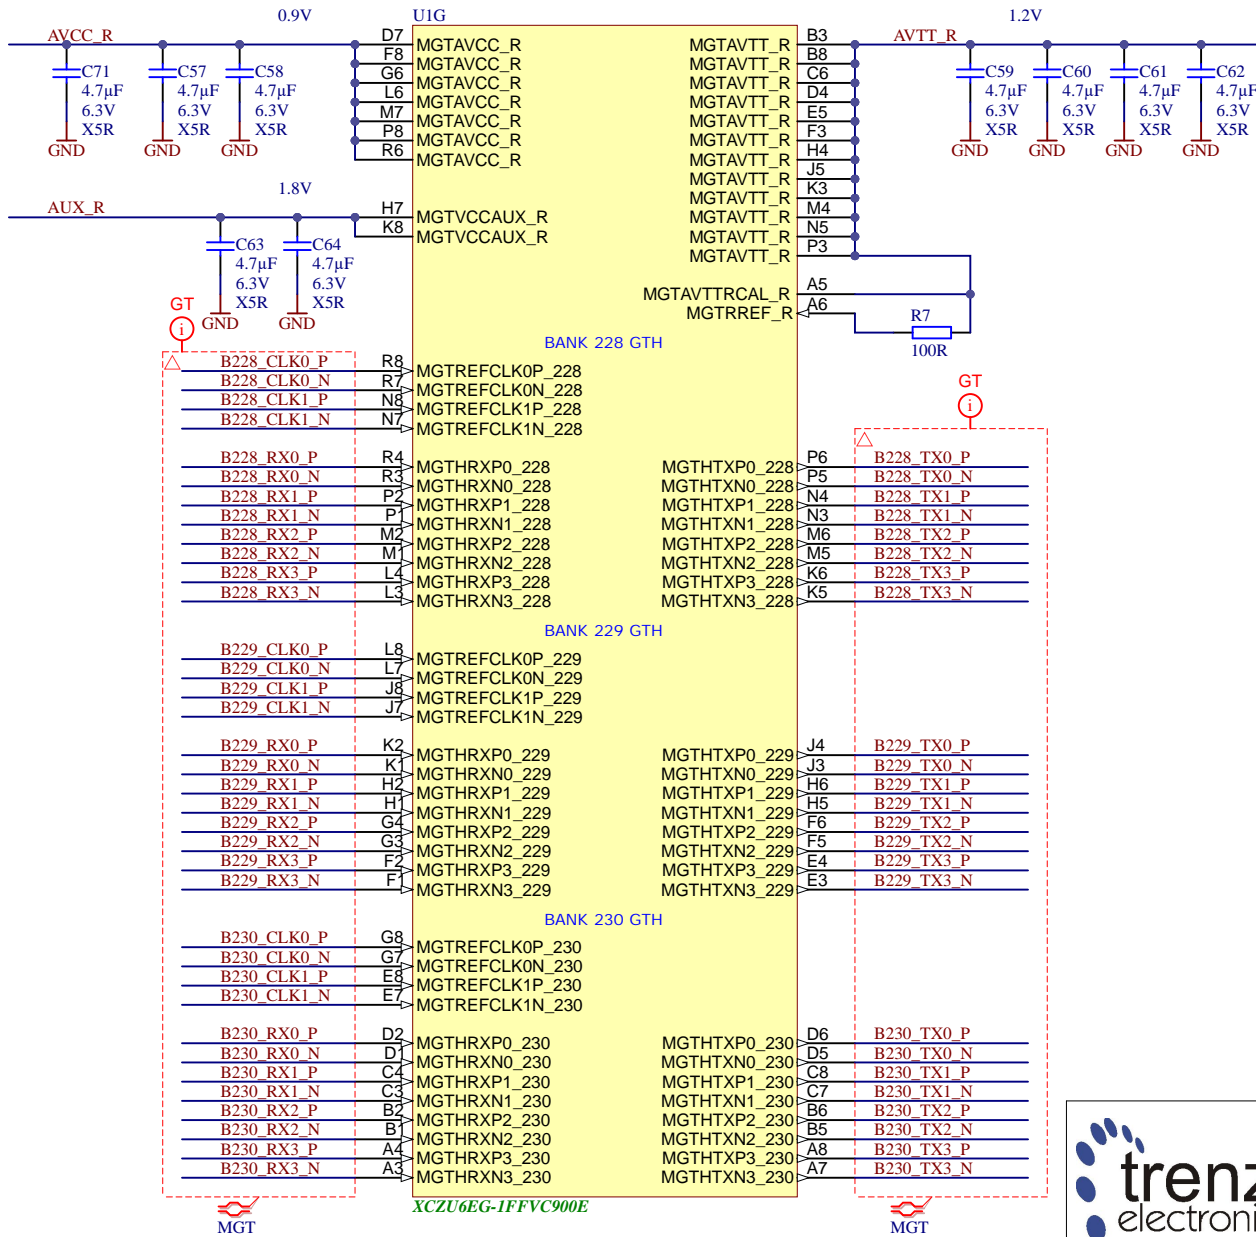 0.9V U1G 1.2V
AVCC_R D7 MGTAVCC_R MGTAVTT_R B3 AVTT_R
F8 MGTAVCC_R MGTAVTT_R B8
G6 MGTAVCC_R MGTAVTT_R C6
L6 MGTAVCC_R MGTAVTT_R D4
M7 MGTAVCC_R MGTAVTT_R E5
P8 MGTAVCC_R MGTAVTT_R F3
R6 MGTAVCC_R MGTAVTT_R H4
C71 C57 C58 C59 C60 C61 C62
4.7µF 4.7µF 4.7µF 4.7µF 4.7µF 4.7µF 4.7µF
6.3V 6.3V 6.3V 6.3V 6.3V 6.3V 6.3V
X5R X5R X5R X5R X5R X5R X5R
GND GND GND GND GND GND GND
MGTAVTT_R J5
1.8V MGTAVTT_R K3
AUX_R H7 MGTVCCAUX_R MGTAVTT_R M4
K8 MGTVCCAUX_R MGTAVTT_R N5
MGTAVTT_R P3
C63 C64
4.7µF 4.7µF
6.3V 6.3V
X5R X5R
GND GND
MGTAVTTRCAL_R A5
MGTRREF_R A6
R7
100R
GT
i
BANK 228 GTH
B228_CLK0_P R8 MGTREFCLK0P_228
B228_CLK0_N R7 MGTREFCLK0N_228
B228_CLK1_P N8 MGTREFCLK1P_228
B228_CLK1_N N7 MGTREFCLK1N_228
GT
i
B228_RX0_P R4 MGTHRXP0_228 MGTHTXP0_228 P6 B228_TX0_P
B228_RX0_N R3 MGTHRXN0_228 MGTHTXN0_228 P5 B228_TX0_N
B228_RX1_P P2 MGTHRXP1_228 MGTHTXP1_228 N4 B228_TX1_P
B228_RX1_N P1 MGTHRXN1_228 MGTHTXN1_228 N3 B228_TX1_N
B228_RX2_P M2 MGTHRXP2_228 MGTHTXP2_228 M6 B228_TX2_P
B228_RX2_N M1 MGTHRXN2_228 MGTHTXN2_228 M5 B228_TX2_N
B228_RX3_P L4 MGTHRXP3_228 MGTHTXP3_228 K6 B228_TX3_P
B228_RX3_N L3 MGTHRXN3_228 MGTHTXN3_228 K5 B228_TX3_N
BANK 229 GTH
B229_CLK0_P L8 MGTREFCLK0P_229
B229_CLK0_N L7 MGTREFCLK0N_229
B229_CLK1_P J8 MGTREFCLK1P_229
B229_CLK1_N J7 MGTREFCLK1N_229
B229_RX0_P K2 MGTHRXP0_229 MGTHTXP0_229 J4 B229_TX0_P
B229_RX0_N K1 MGTHRXN0_229 MGTHTXN0_229 J3 B229_TX0_N
B229_RX1_P H2 MGTHRXP1_229 MGTHTXP1_229 H6 B229_TX1_P
B229_RX1_N H1 MGTHRXN1_229 MGTHTXN1_229 H5 B229_TX1_N
B229_RX2_P G4 MGTHRXP2_229 MGTHTXP2_229 F6 B229_TX2_P
B229_RX2_N G3 MGTHRXN2_229 MGTHTXN2_229 F5 B229_TX2_N
B229_RX3_P F2 MGTHRXP3_229 MGTHTXP3_229 E4 B229_TX3_P
B229_RX3_N F1 MGTHRXN3_229 MGTHTXN3_229 E3 B229_TX3_N
BANK 230 GTH
B230_CLK0_P G8 MGTREFCLK0P_230
B230_CLK0_N G7 MGTREFCLK0N_230
B230_CLK1_P E8 MGTREFCLK1P_230
B230_CLK1_N E7 MGTREFCLK1N_230
B230_RX0_P D2 MGTHRXP0_230 MGTHTXP0_230 D6 B230_TX0_P
B230_RX0_N D1 MGTHRXN0_230 MGTHTXN0_230 D5 B230_TX0_N
B230_RX1_P C4 MGTHRXP1_230 MGTHTXP1_230 C8 B230_TX1_P
B230_RX1_N C3 MGTHRXN1_230 MGTHTXN1_230 C7 B230_TX1_N
B230_RX2_P B2 MGTHRXP2_230 MGTHTXP2_230 B6 B230_TX2_P
B230_RX2_N B1 MGTHRXN2_230 MGTHTXN2_230 B5 B230_TX2_N
B230_RX3_P A4 MGTHRXP3_230 MGTHTXP3_230 A8 B230_TX3_P
B230_RX3_N A3 MGTHRXN3_230 MGTHTXN3_230 A7 B230_TX3_N
XCZU6EG-1FFVC900E
MGT MGT
trenz
electroni